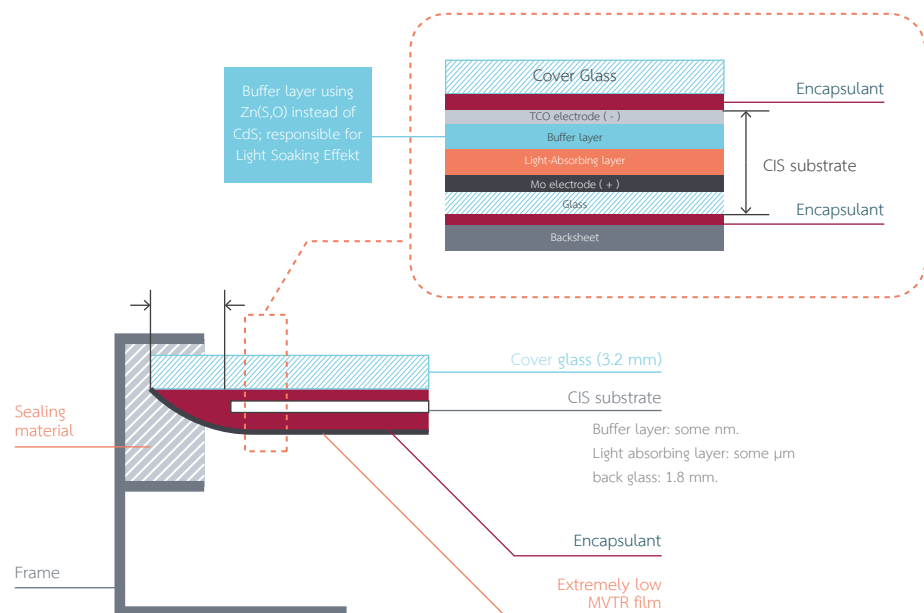 Buffer layer using
Zn(S,O) instead of
CdS; responsible for
Light Soaking Effekt
Cover Glass
TCO electrode ( - )
Buffer layer
Light-Absorbing layer
Mo electrode ( + )
Glass
Backsheet
Encapsulant
CIS substrate
Encapsulant
Cover glass (3.2 mm)
CIS substrate
Buffer layer: some nm.
Light absorbing layer: some µm
back glass: 1.8 mm.
Sealing
material
Encapsulant
Frame
Extremely low
MVTR film